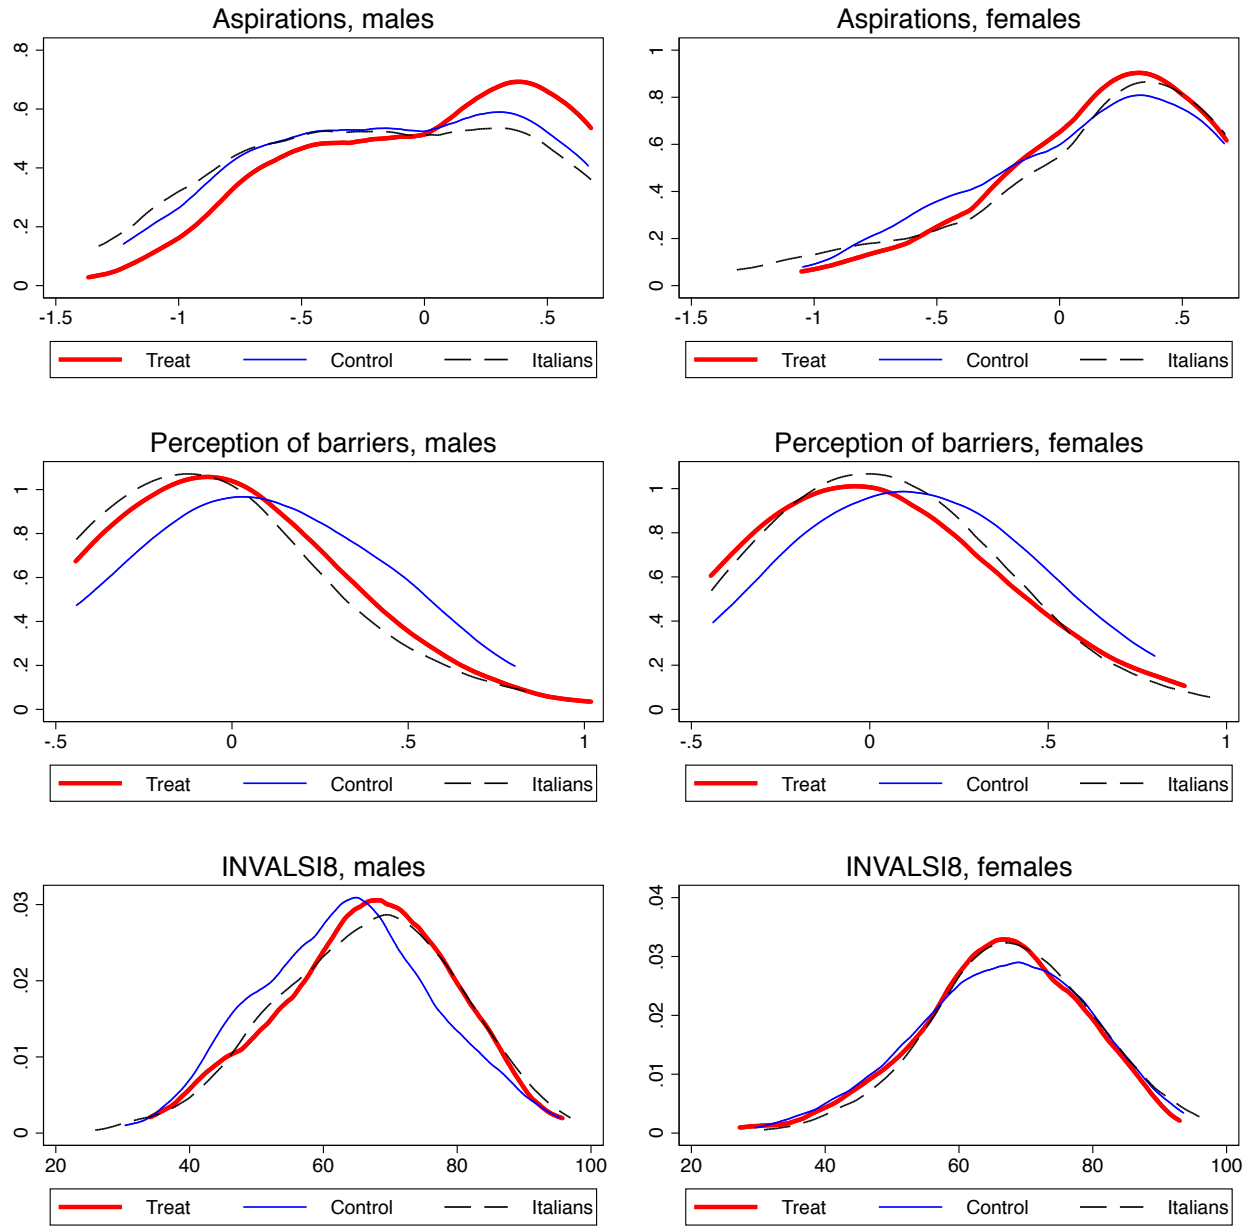 Aspirations, males
.8
.6
.4
.2
0
-1.5 -1 -.5 0 .5
Treat Control Italians
Aspirations, females
1
.8
.6
.4
.2
0
-1.5 -1 -.5 0 .5
Treat Control Italians
Perception of barriers, males
1
.8
.6
.4
.2
0
-.5 0 .5 1
Treat Control Italians
Perception of barriers, females
1
.8
.6
.4
.2
0
-.5 0 .5 1
Treat Control Italians
INVALSI8, males
.03
.02
.01
0
20 40 60 80 100
Treat Control Italians
INVALSI8, females
.04
.03
.02
.01
0
20 40 60 80 100
Treat Control Italians